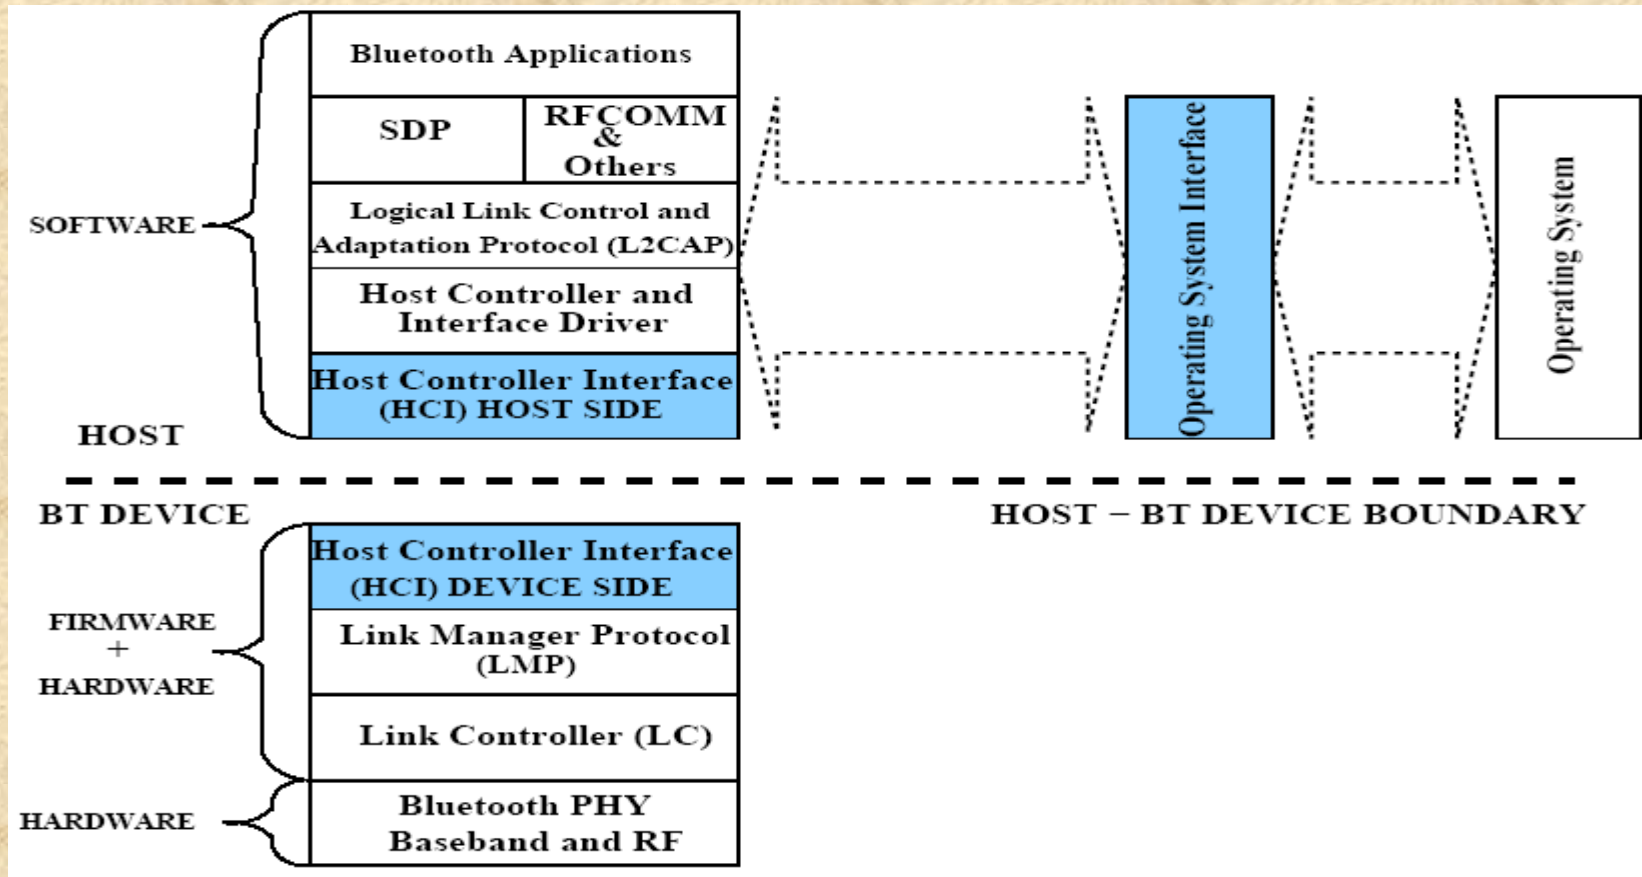 Bluetooth Applications
SDP
RFCOMM
&
Others
SOFTWARE
Logical Link Control and
Adaptation Protocol (L2CAP)
Host Controller and
Interface Driver
Host Controller Interface
(HCI) HOST SIDE
HOST
Operating System Interface
Operating System
BT DEVICE
HOST – BT DEVICE BOUNDARY
Host Controller Interface
(HCI) DEVICE SIDE
FIRMWARE
+
HARDWARE
Link Manager Protocol
(LMP)
Link Controller (LC)
HARDWARE
Bluetooth PHY
Baseband and RF